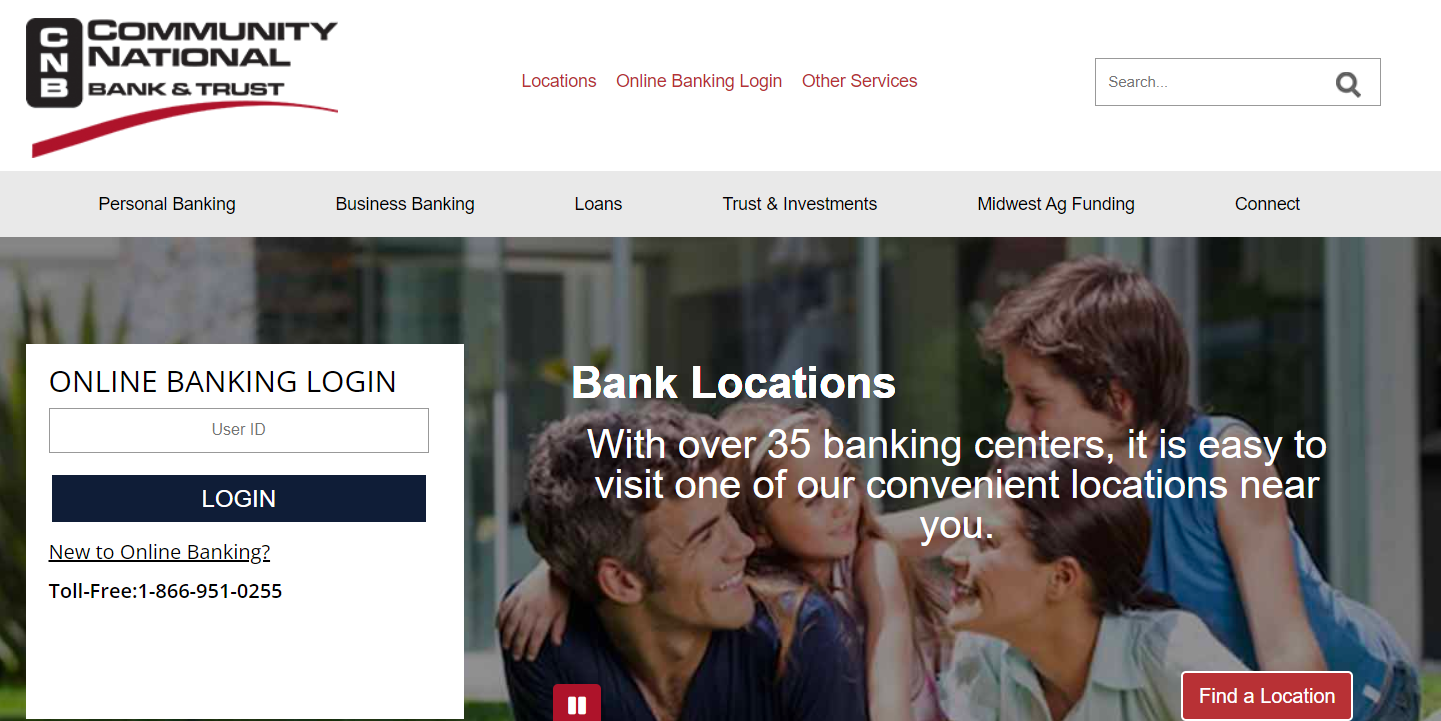 CNB
COMMUNITY
NATIONAL
BANK & TRUST
Locations
Online Banking Login
Other Services
Search...
Personal Banking
Business Banking
Loans
Trust & Investments
Midwest Ag Funding
Connect
ONLINE BANKING LOGIN
User ID
LOGIN
New to Online Banking?
Toll-Free:1-866-951-0255
Bank Locations
With over 35 banking centers, it is easy to
visit one of our convenient locations near
you.
Find a Location